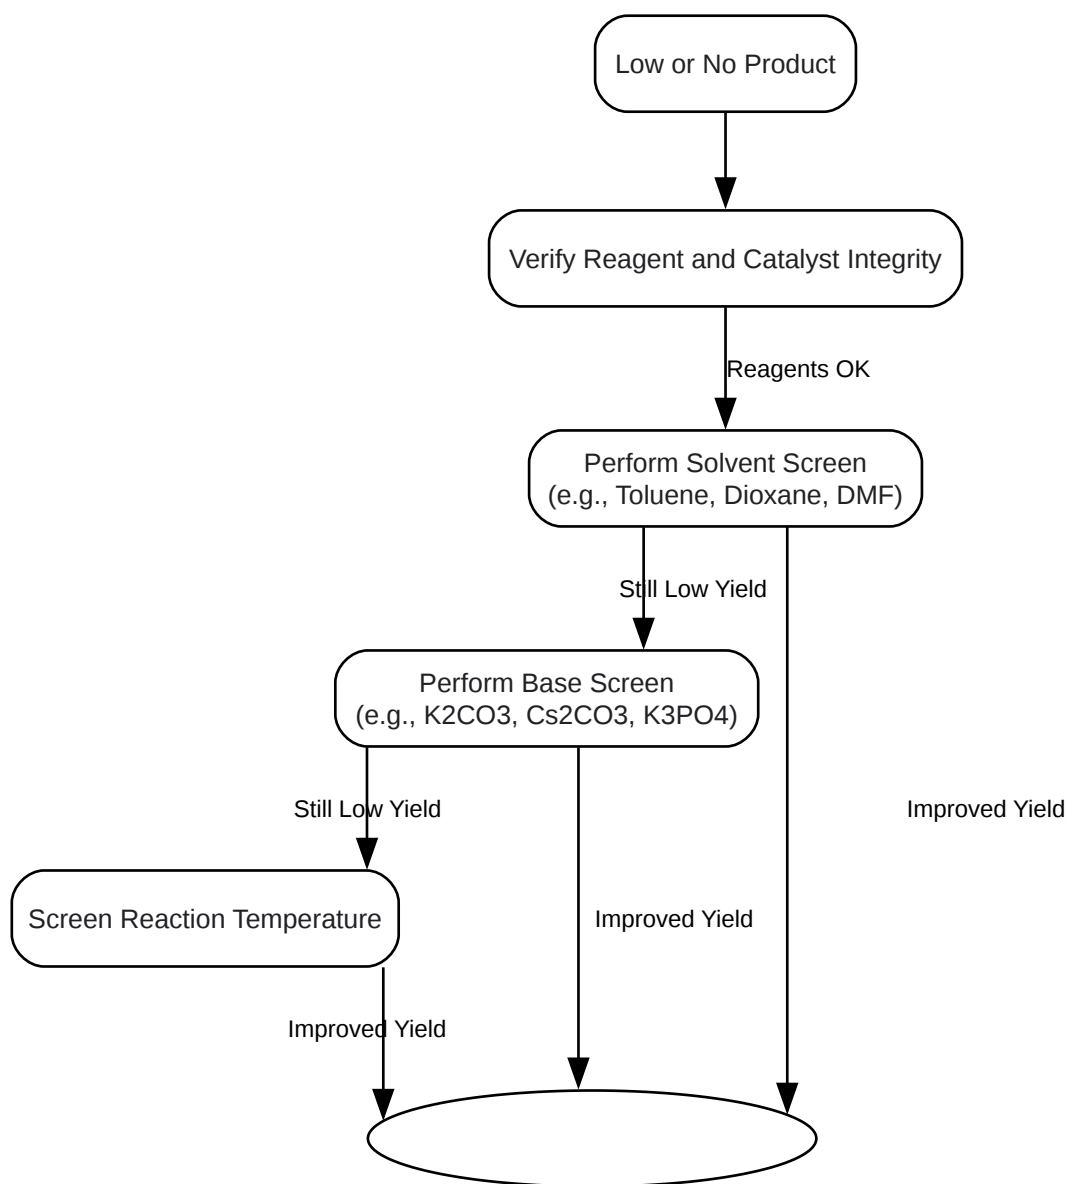 Low or No Product
Verify Reagent and Catalyst Integrity
Reagents OK
Perform Solvent Screen
(e.g., Toluene, Dioxane, DMF)
Still Low Yield
Perform Base Screen
(e.g., K2CO3, Cs2CO3, K3PO4)
Still Low Yield
Improved Yield
Screen Reaction Temperature
Improved Yield
Improved Yield